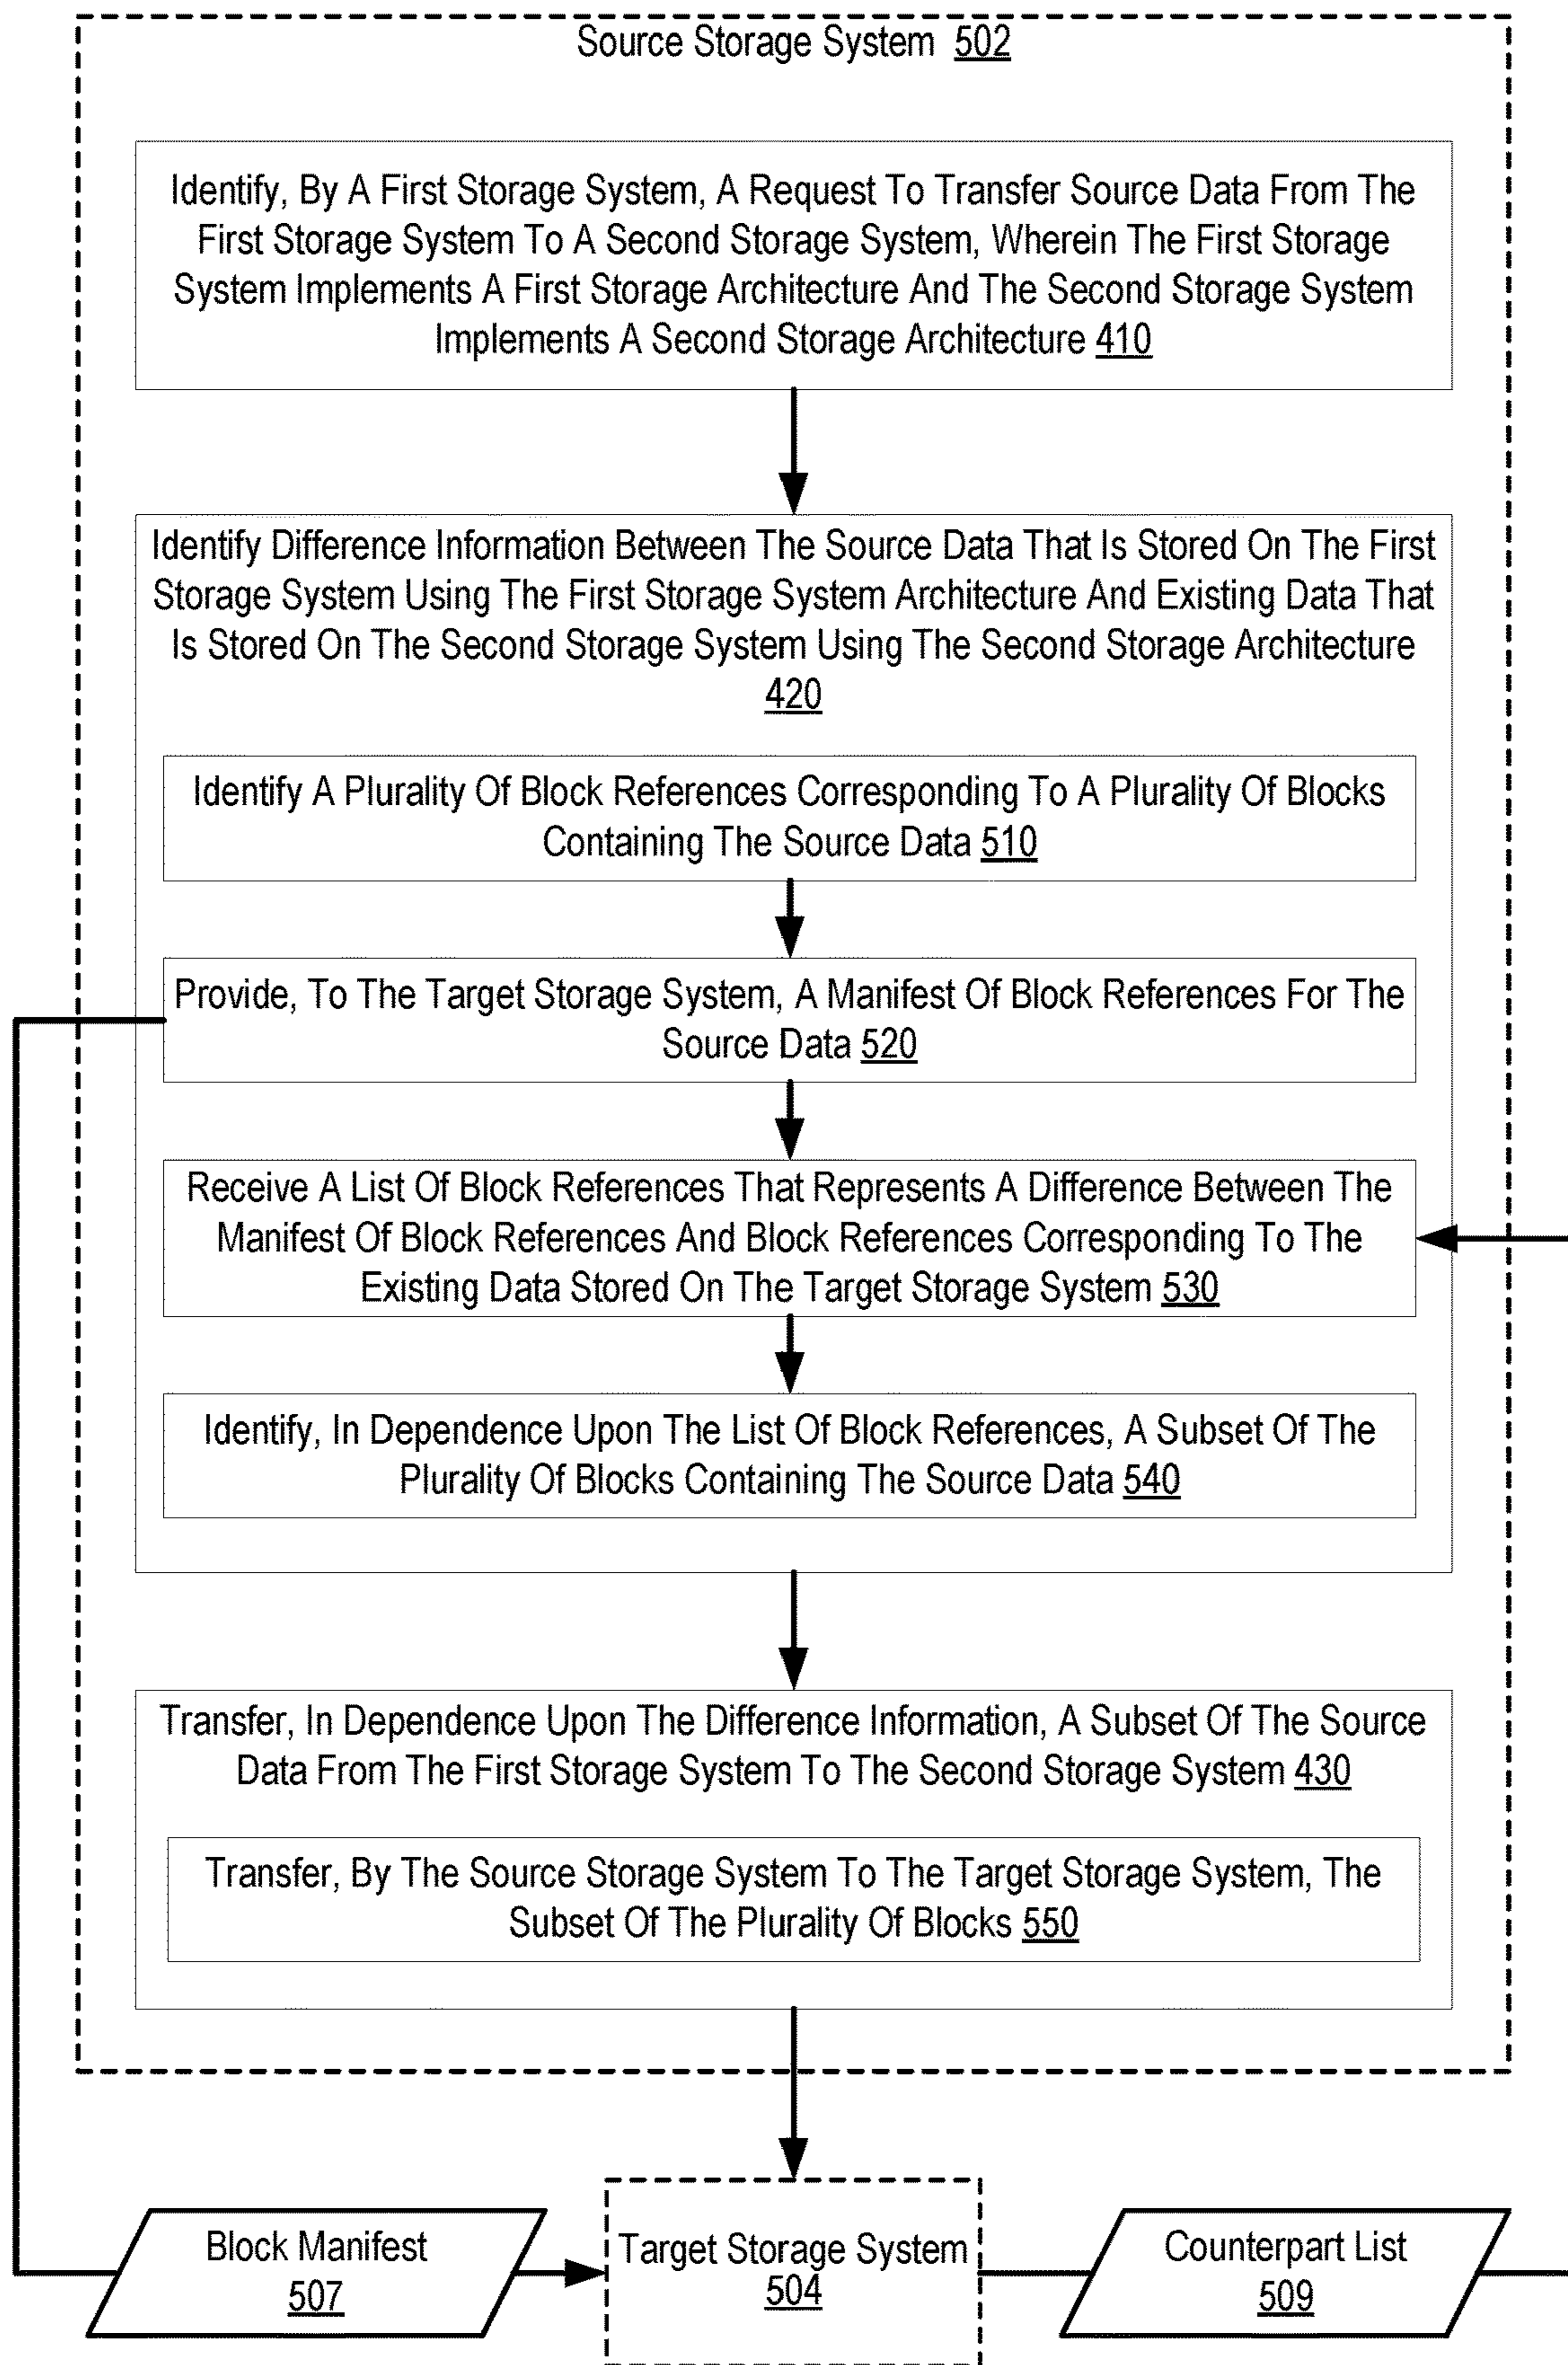 Source Storage System 502
Identify, By A First Storage System, A Request To Transfer Source Data From The
First Storage System To A Second Storage System, Wherein The First Storage
System Implements A First Storage Architecture And The Second Storage System
Implements A Second Storage Architecture 410
Identify Difference Information Between The Source Data That Is Stored On The First
Storage System Using The First Storage System Architecture And Existing Data That
Is Stored On The Second Storage System Using The Second Storage Architecture
420
Identify A Plurality Of Block References Corresponding To A Plurality Of Blocks
Containing The Source Data 510
Provide, To The Target Storage System, A Manifest Of Block References For The
Source Data 520
Receive A List Of Block References That Represents A Difference Between The
Manifest Of Block References And Block References Corresponding To The
Existing Data Stored On The Target Storage System 530
Identify, In Dependence Upon The List Of Block References, A Subset Of The
Plurality Of Blocks Containing The Source Data 540
Transfer, In Dependence Upon The Difference Information, A Subset Of The Source
Data From The First Storage System To The Second Storage System 430
Transfer, By The Source Storage System To The Target Storage System, The
Subset Of The Plurality Of Blocks 550
Block Manifest
507
Target Storage System
504
Counterpart List
509